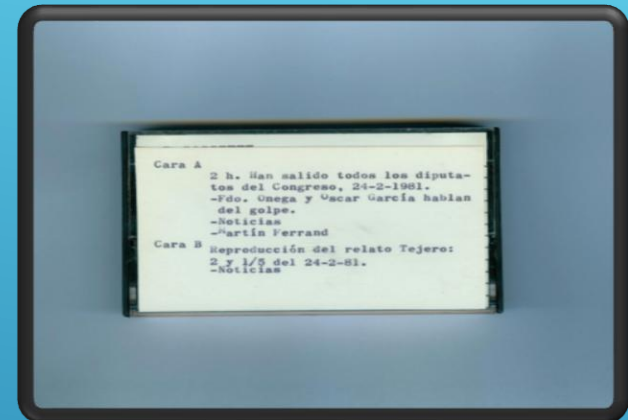 Cara A
2 h. Han salido todos los diputa-
tos del Congreso, 24-2-1981.
-Fdo. Onega y Oscar García hablan
del golpe.
-Noticias
-Martín Ferrand
Cara B
Reproducción del relato Tejero:
2 y 1/5 del 24-2-81.
-Noticias